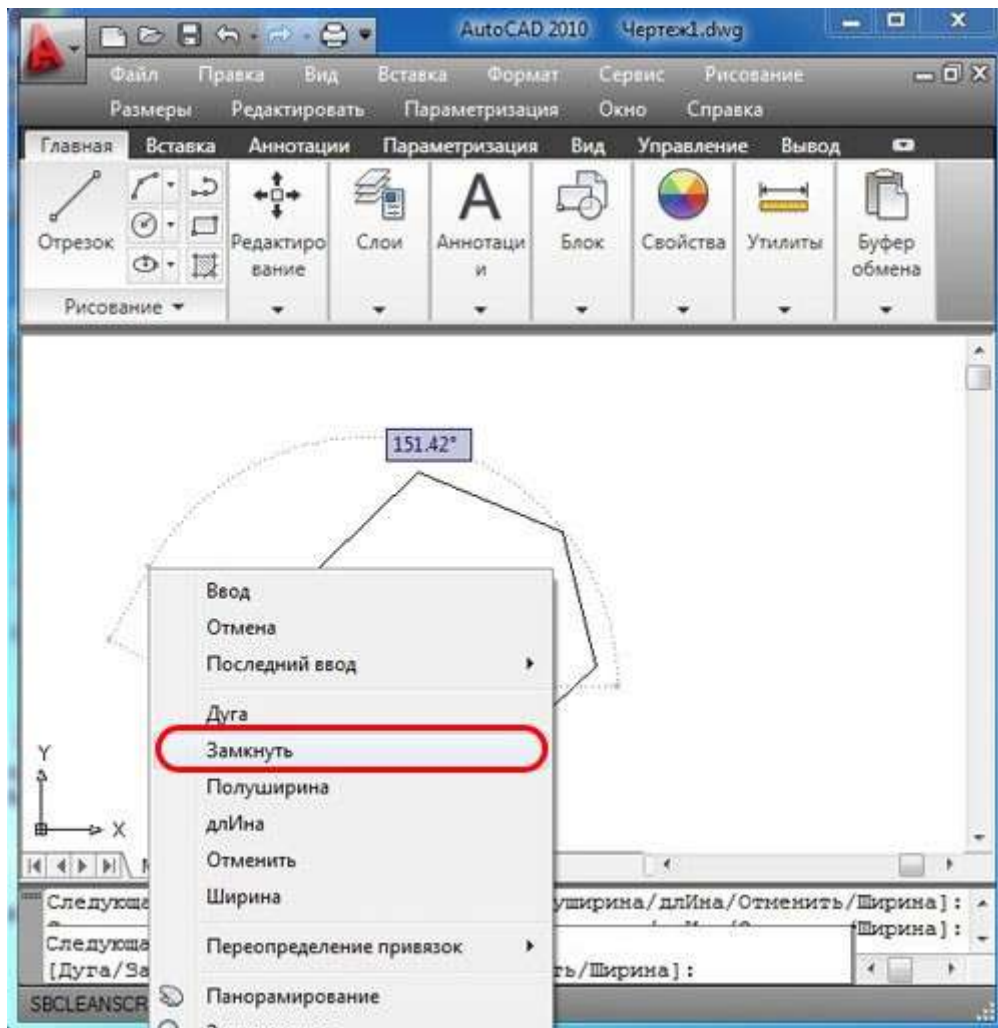 AutoCAD 2010 Чертеж1.dwg
Файл Правка Вид Вставка Формат Сервис Рисование
Размеры Редактировать Параметризация Окно Справка
Главная Вставка Аннотации Параметризация Вид Управление Вывод
Отрезок
Редактиро
вание
Слои
Аннотаци
и
Блок
Свойства
Утилиты
Буфер
обмена
Рисование
151.42°
Ввод
Отмена
Последний ввод
Дуга
Замкнуть
Полуширина
длИна
Отменить
Ширина
Переопределение привязок
Панорамирование
Y
X
Следующа уширина/длИна/Отменить/Ширина]:
Ширина]:
Следующа
[Дуга/За ть/Ширина]:
SBCLEANSCR